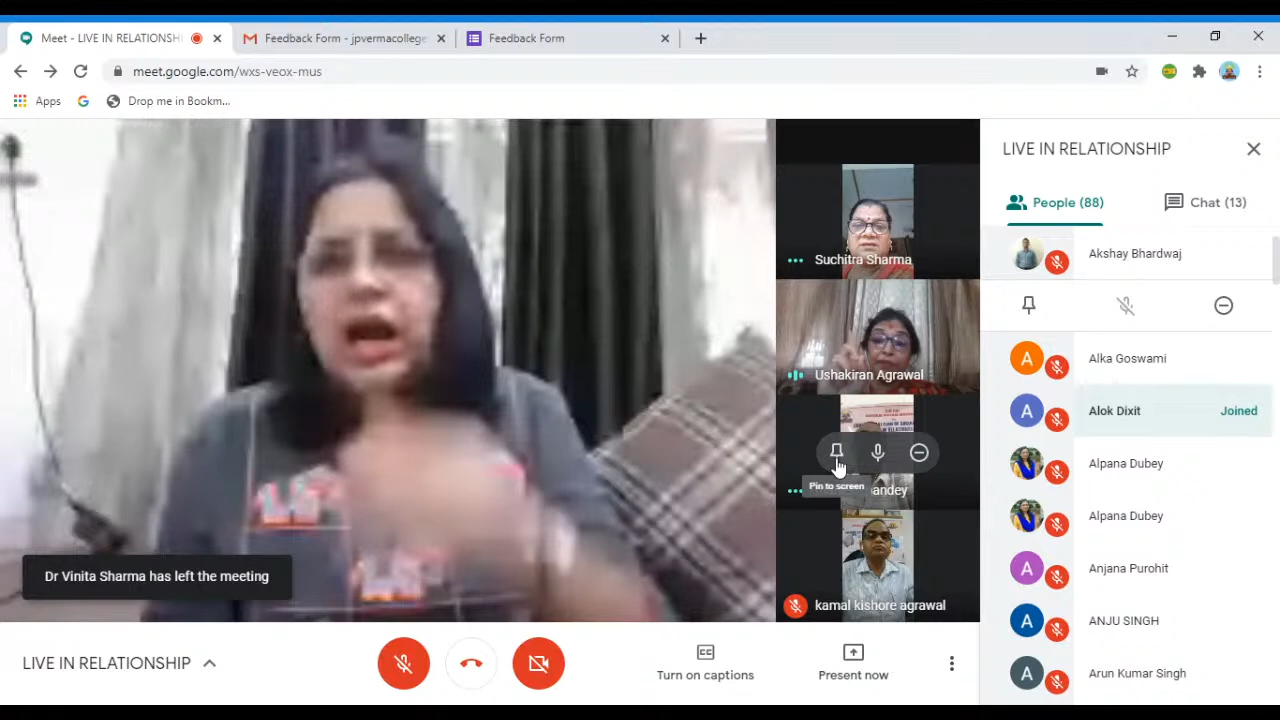 Meet - LIVE IN RELATIONSH
Feedback Form - jpvermacollege
Feedback Form
meet.google.com/wxs-veox-mus
Apps
Drop me in Bookm...
Suchitra Sharma
Ushakiran Agrawal
Pin to screen
andey
kamal kishore agrawal
Dr Vinita Sharma has left the meeting
LIVE IN RELATIONSHIP
Turn on captions
Present now
LIVE IN RELATIONSHIP
People (88)
Chat (13)
Akshay Bhardwaj
A
Alka Goswami
A
Alok Dixit
Joined
Alpana Dubey
Alpana Dubey
A
Anjana Purohit
A
ANJU SINGH
A
Arun Kumar Singh